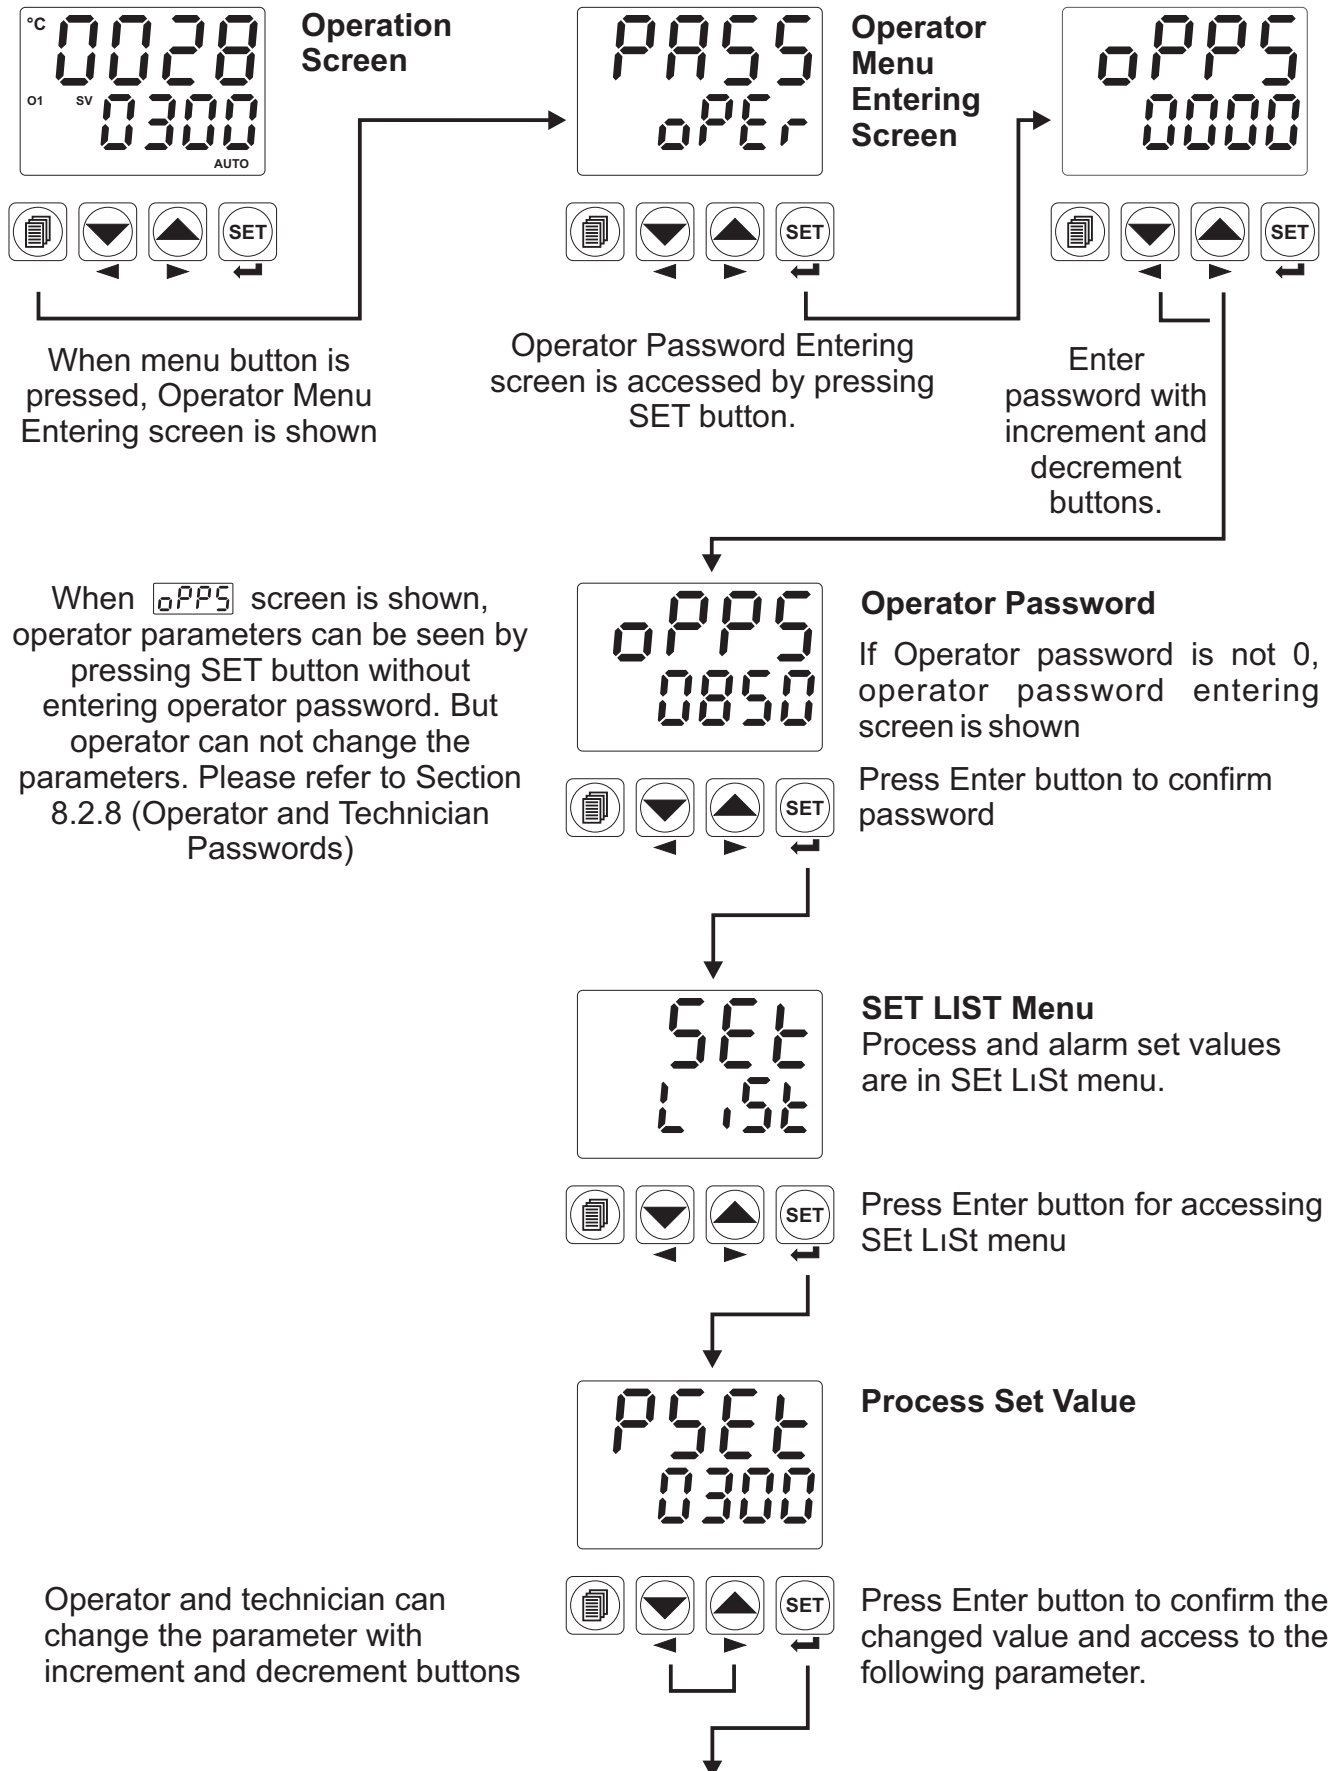 °C 0028
O1 SV 0300
AUTO
Operation
Screen
PASS
oPEr
Operator
Menu
Entering
Screen
oPPS
0000
SET
SET
SET
When menu button is
pressed, Operator Menu
Entering screen is shown
Operator Password Entering
screen is accessed by pressing
SET button.
Enter
password with
increment and
decrement
buttons.
When oPPS screen is shown,
operator parameters can be seen by
pressing SET button without
entering operator password. But
operator can not change the
parameters. Please refer to Section
8.2.8 (Operator and Technician
Passwords)
oPPS
0850
SET
Operator Password
If Operator password is not 0,
operator password entering
screen is shown
Press Enter button to confirm
password
SEt
LıSt
SET
SET LIST Menu
Process and alarm set values
are in SEt LıSt menu.
Press Enter button for accessing
SEt LıSt menu
PSEt
0300
SET
Process Set Value
Operator and technician can
change the parameter with
increment and decrement buttons
Press Enter button to confirm the
changed value and access to the
following parameter.